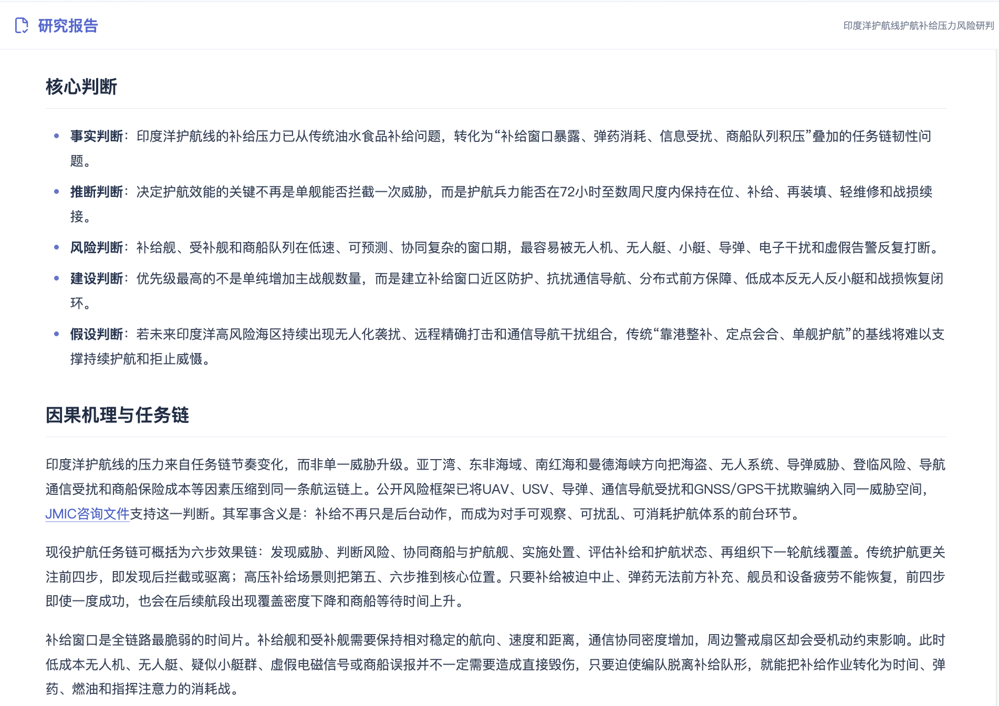 研究报告
印度洋护航线护航补给压力风险研判
核心判断
事实判断：印度洋护航线的补给压力已从传统油水食品补给问题，转化为“补给窗口暴露、弹药消耗、信息受扰、商船队列积压”叠加的任务链韧性问
题。
推断判断：决定护航效能的关键不再是单舰能否拦截一次威胁，而是护航兵力能否在72小时至数周尺度内保持在位、补给、再装填、轻维修和战损续
接。
风险判断：补给舰、受补舰和商船队列在低速、可预测、协同复杂的窗口期，最容易被无人机、无人艇、小艇、导弹、电子干扰和虚假告警反复打断。
建设判断：优先级最高的不是单纯增加主战舰数量，而是建立补给窗口近区防护、抗扰通信导航、分布式前方保障、低成本反无人反小艇和战损恢复闭
环。
假设判断：若未来印度洋高风险海区持续出现无人化袭扰、远程精确打击和通信导航干扰组合，传统“靠港整补、定点会合、单舰护航”的基线将难以支
撑持续护航和拒止威慑。
因果机理与任务链
印度洋护航线的压力来自任务链节奏变化，而非单一威胁升级。亚丁湾、东非海域、南红海和曼德海峡方向把海盗、无人系统、导弹威胁、登临风险、导航
通信受扰和商船保险成本等因素压缩到同一条航运链上。公开风险框架已将UAV、USV、导弹、通信导航受扰和GNSS/GPS干扰欺骗纳入同一威胁空间，
JMIC咨询文件支持这一判断。其军事含义是：补给不再只是后台动作，而成为对手可观察、可扰乱、可消耗护航体系的前台环节。
现役护航任务链可概括为六步效果链：发现威胁、判断风险、协同商船与护航舰、实施处置、评估补给和护航状态、再组织下一轮航线覆盖。传统护航更关
注前四步，即发现后拦截或驱离；高压补给场景则把第五、六步推到核心位置。只要补给被迫中止、弹药无法前方补充、舰员和设备疲劳不能恢复，前四步
即使一度成功，也会在后续航段出现覆盖密度下降和商船等待时间上升。
补给窗口是全链路最脆弱的时间片。补给舰和受补舰需要保持相对稳定的航向、速度和距离，通信协同密度增加，周边警戒扇区却会受机动约束影响。此时
低成本无人机、无人艇、疑似小艇群、虚假电磁信号或商船误报并不一定需要造成直接毁伤，只要迫使编队脱离补给队形，就能把补给作业转化为时间、弹
药、燃油和指挥注意力的消耗战。